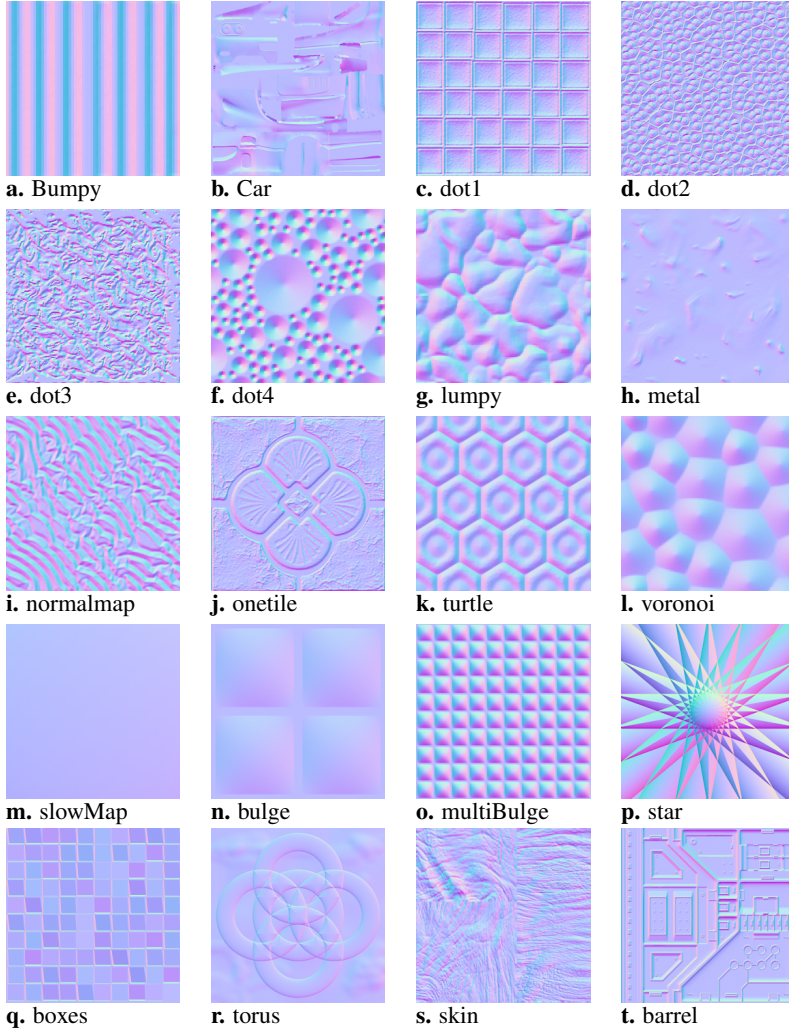 a. Bumpy
b. Car
c. dot1
d. dot2
e. dot3
f. dot4
g. lumpy
h. metal
i. normalmap
j. onetile
k. turtle
l. voronoi
m. slowMap
n. bulge
o. multiBulge
p. star
q. boxes
r. torus
s. skin
t. barrel